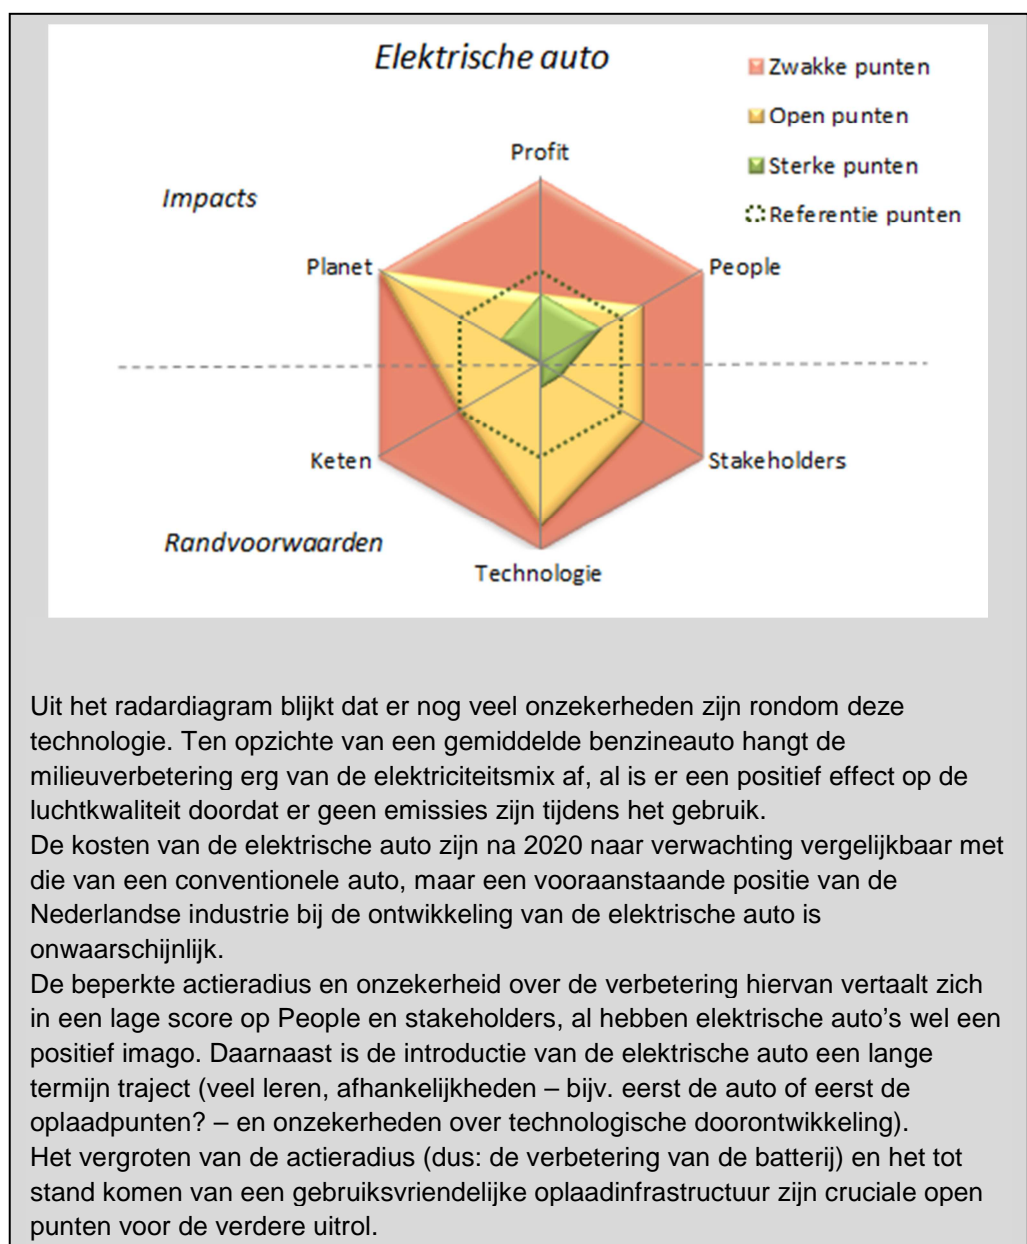 Elektrische auto
Zwakke punten
Open punten
Sterke punten
Referentie punten
Profit
Impacts
Planet
People
Keten
Stakeholders
Randvoorwaarden
Technologie
Uit het radardiagram blijkt dat er nog veel onzekerheden zijn rondom deze
technologie. Ten opzichte van een gemiddelde benzineauto hangt de
milieuverbetering erg van de elektriciteitsmix af, al is er een positief effect op de
luchtkwaliteit doordat er geen emissies zijn tijdens het gebruik.
De kosten van de elektrische auto zijn na 2020 naar verwachting vergelijkbaar met
die van een conventionele auto, maar een vooraanstaande positie van de
Nederlandse industrie bij de ontwikkeling van de elektrische auto is
onwaarschijnlijk.
De beperkte actieradius en onzekerheid over de verbetering hiervan vertaalt zich
in een lage score op People en stakeholders, al hebben elektrische auto's wel een
positief imago. Daarnaast is de introductie van de elektrische auto een lange
termijn traject (veel leren, afhankelijkheden – bijv. eerst de auto of eerst de
oplaadpunten? – en onzekerheden over technologische doorontwikkeling).
Het vergroten van de actieradius (dus: de verbetering van de batterij) en het tot
stand komen van een gebruiksvriendelijke oplaadinfrastructuur zijn cruciale open
punten voor de verdere uitrol.